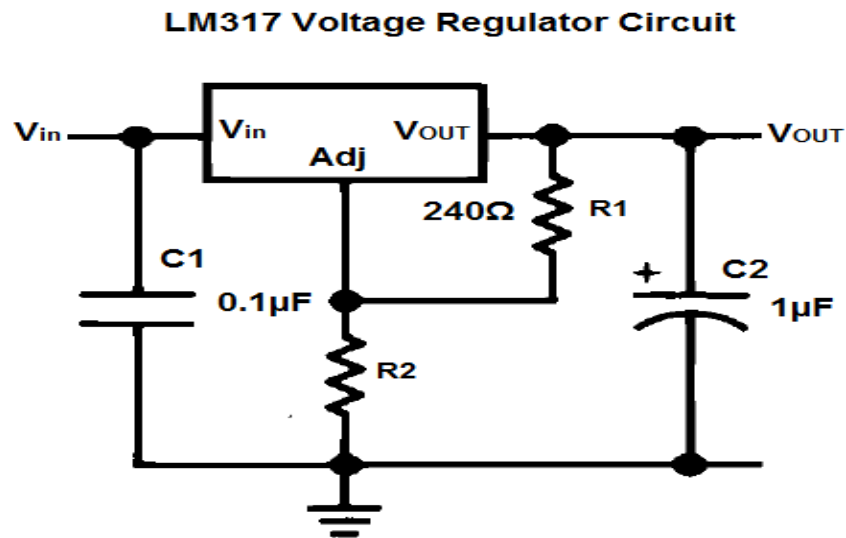 LM317 Voltage Regulator Circuit
Vin
Vin
VOUT
VOUT
Adj
240Ω
R1
C1
0.1µF
+
C2
1µF
R2